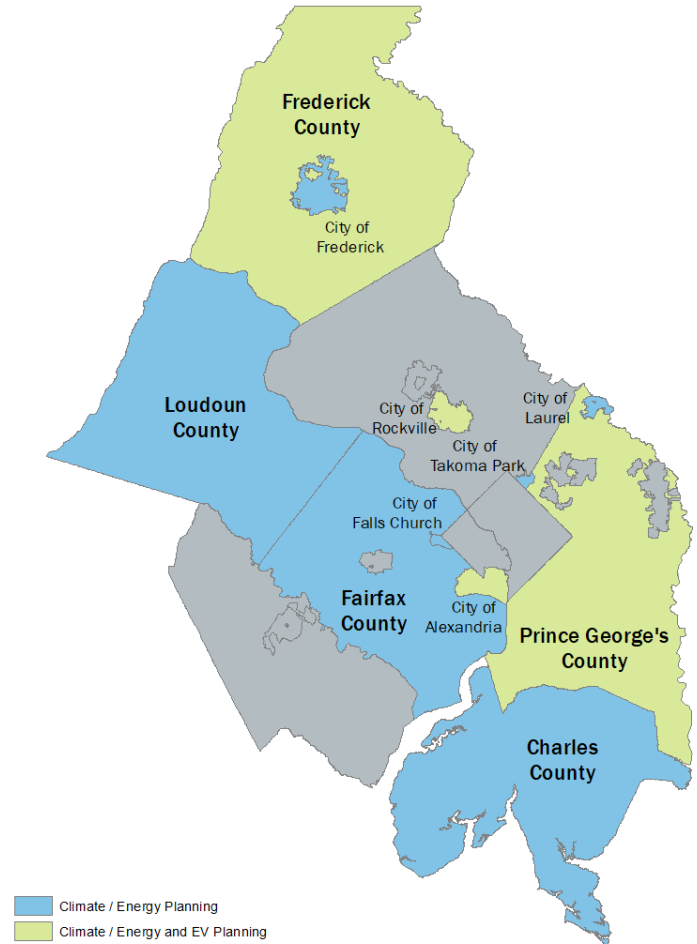 Frederick
County
City of
Frederick
Loudoun
County
City of
Rockville
City of
Laurel
City of
Takoma Park
City of
Falls Church
Fairfax
County
City of
Alexandria
Prince George's
County
Charles
County
Climate / Energy Planning
Climate / Energy and EV Planning